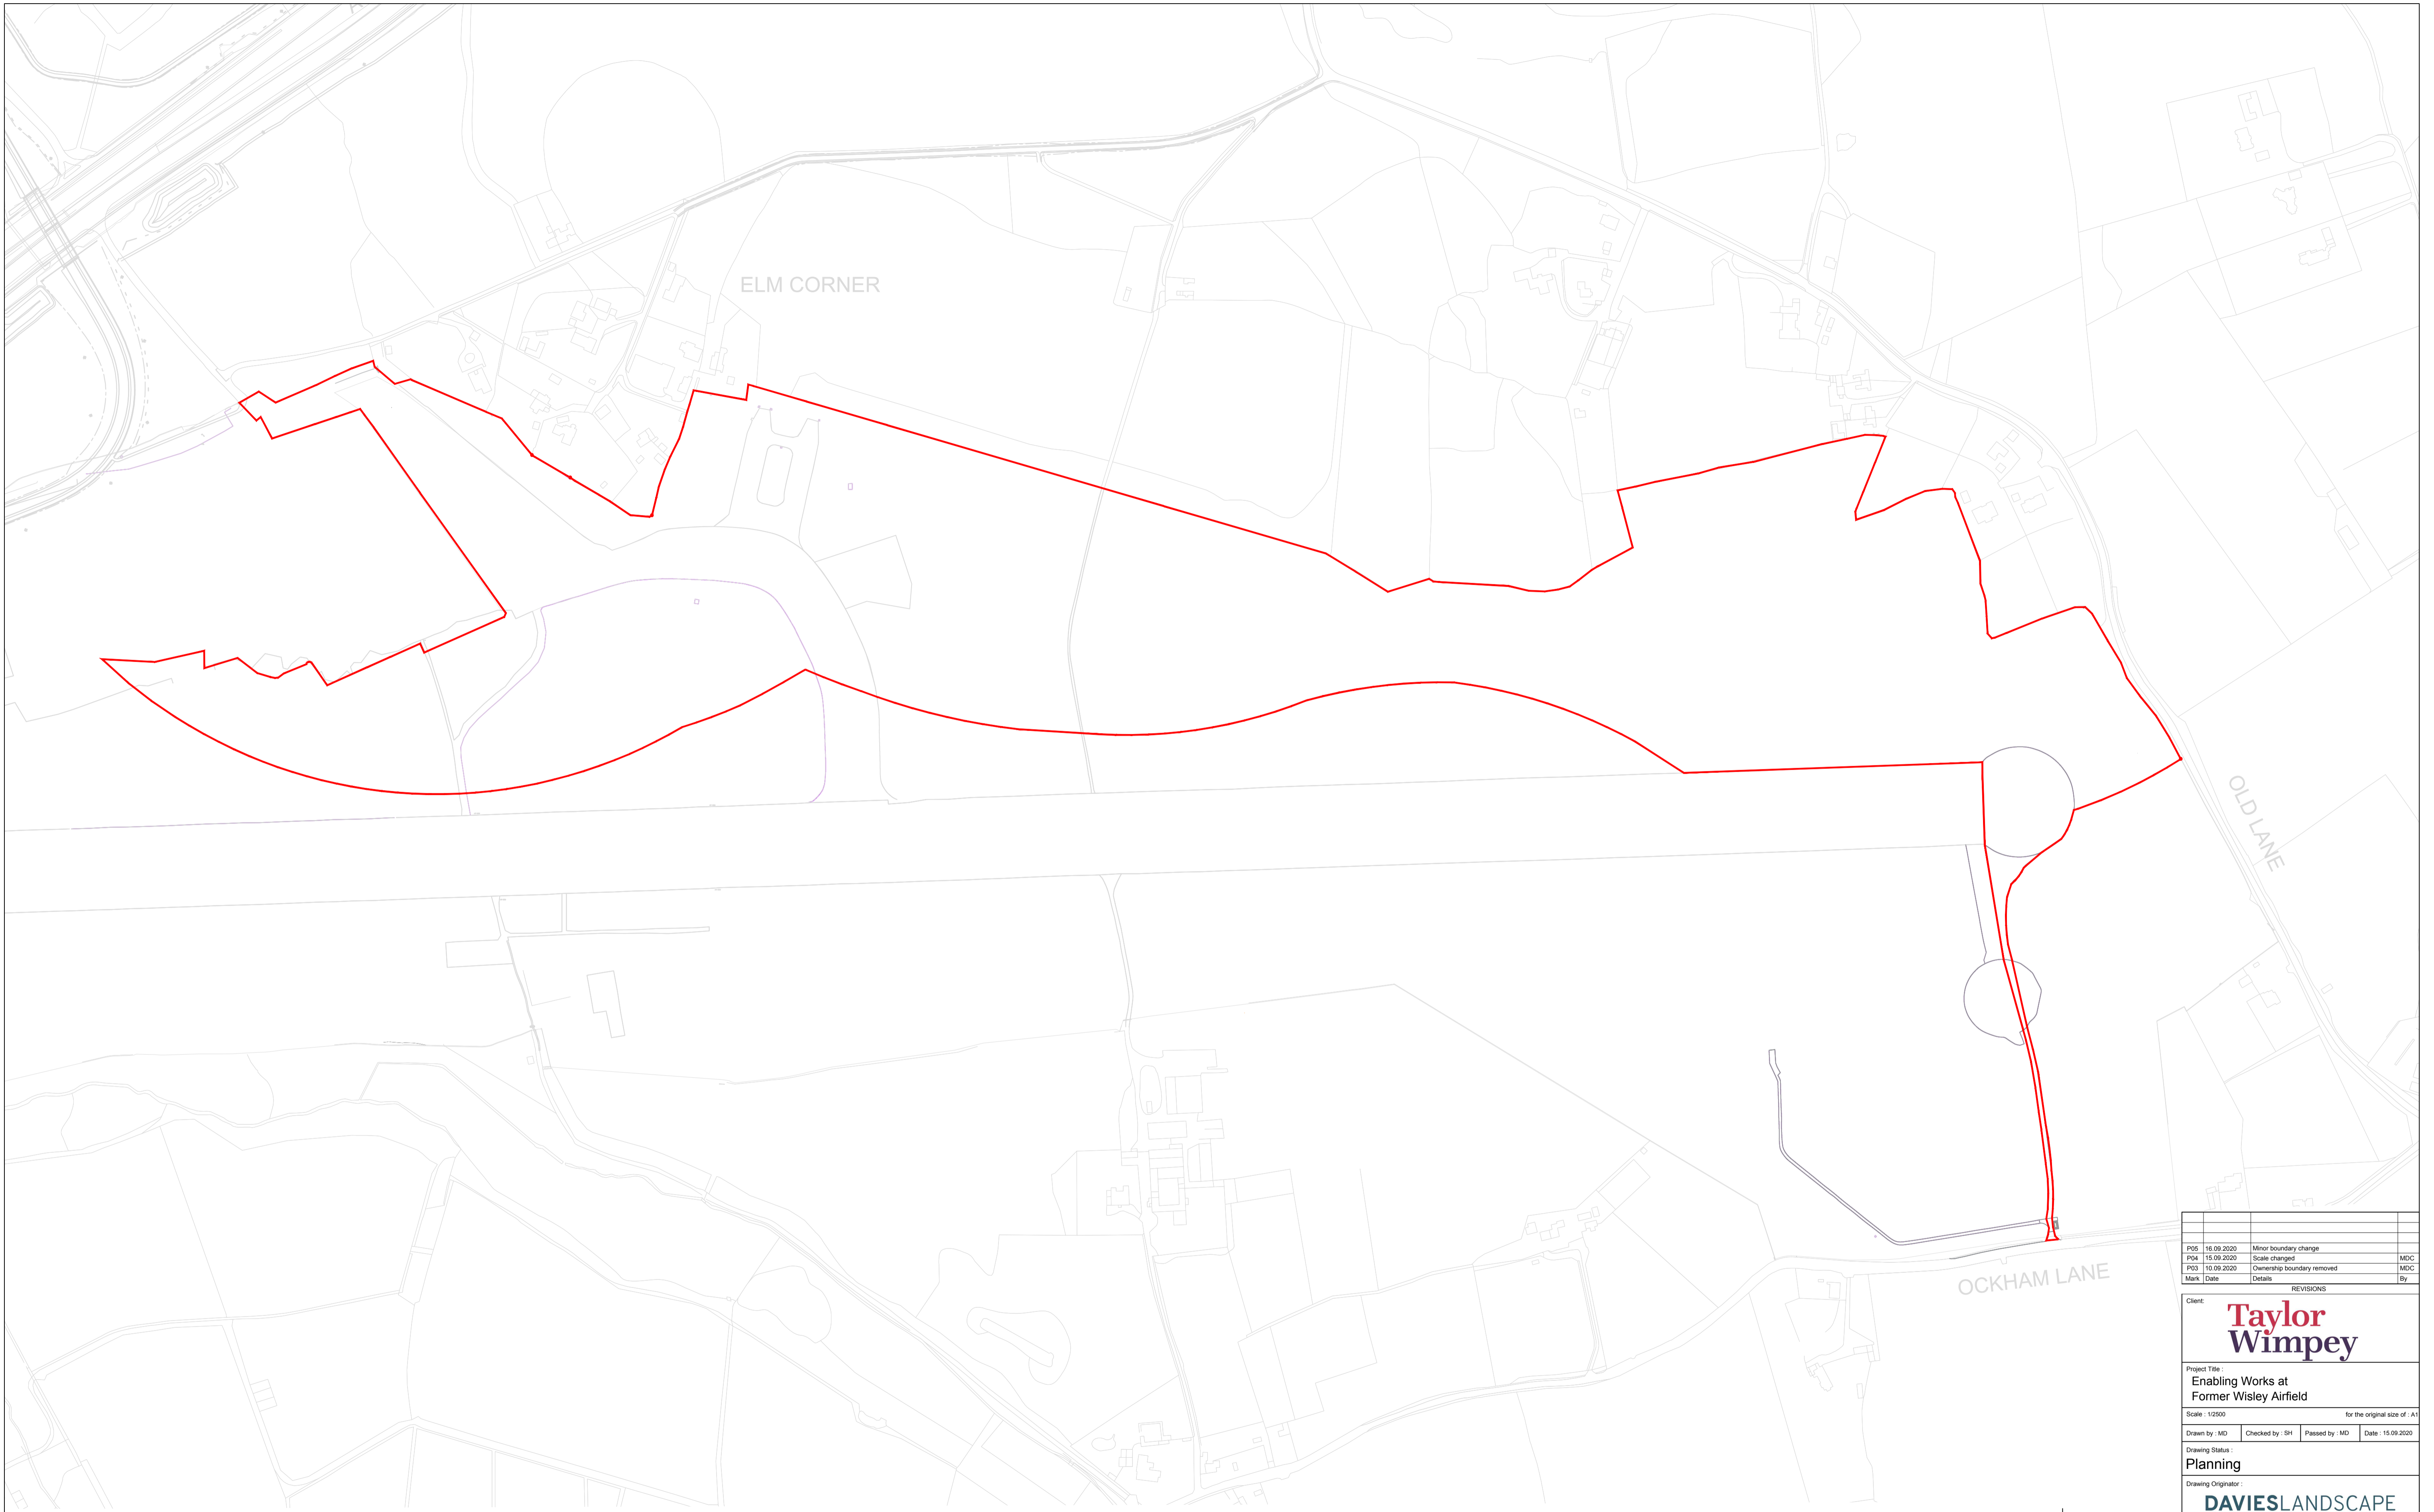 ELM CORNER
OLD LANE
OCKHAM LANE
P05 16.09.2020 Minor boundary change
P04 15.09.2020 Scale changed MDC
P03 10.09.2020 Ownership boundary removed MDC
Mark Date Details By
REVISIONS
Client:
Taylor
Wimpey
Project Title :
Enabling Works at
Former Wisley Airfield
Scale : 1/2500 for the original size of : A1
Drawn by : MD Checked by : SH Passed by : MD Date : 15.09.2020
Drawing Status :
Planning
Drawing Originator :
DAVIESLANDSCAPE